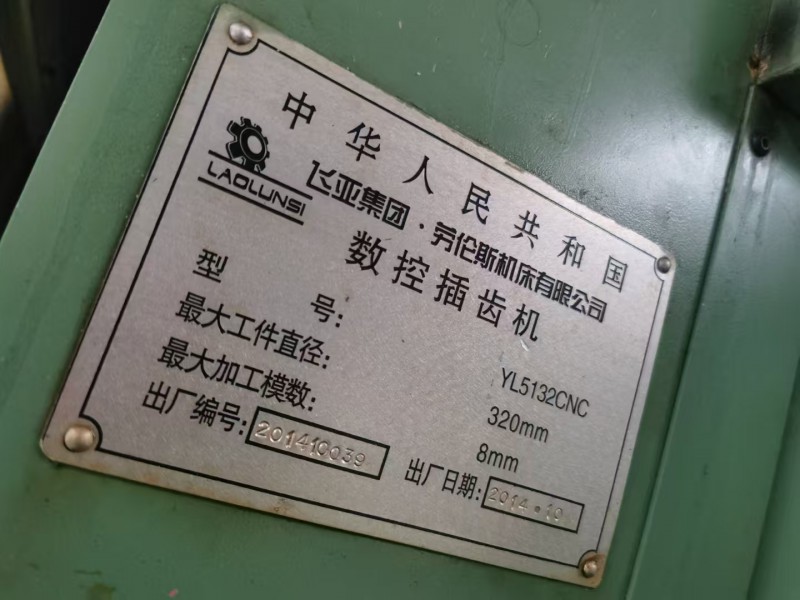 中华人民共和国
LAOLUNSI
飞亚集团·劳伦斯机床有限公司
数控插齿机
型号: YL5132CNC
最大工件直径: 320mm
最大加工模数: 8mm
出厂编号: 201410039 出厂日期: 2014.10